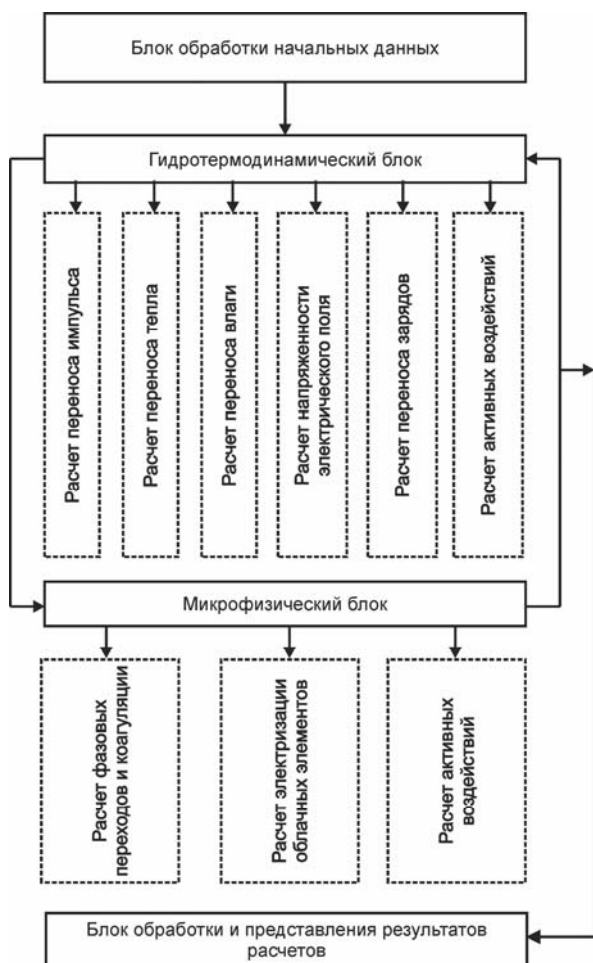 Блок обработки начальных данных
Гидротермодинамический блок
Расчет переноса импульса
Расчет переноса тепла
Расчет переноса влаги
Расчет напряженности
электрического поля
Расчет переноса зарядов
Расчет активных воздействий
Микрофизический блок
Расчет фазовых
переходов и коагуляции
Расчет электризации
облачных элементов
Расчет активных
воздействий
Блок обработки и представления результатов
расчетов